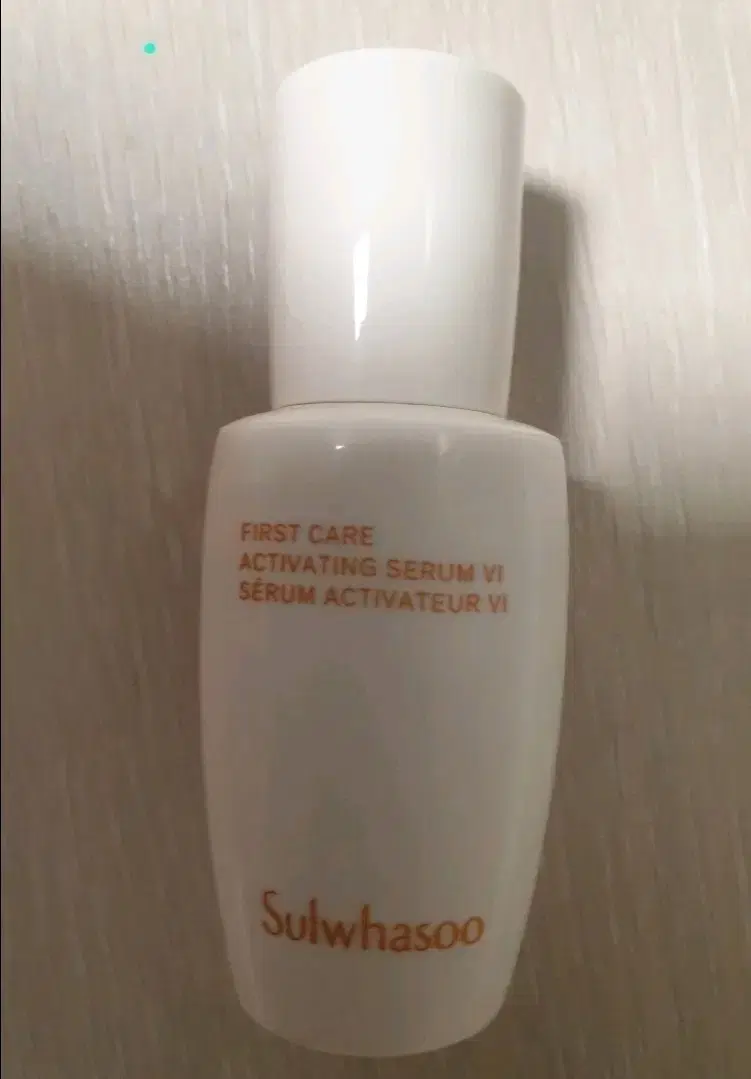 FIRST CARE
ACTIVATING SERUM VI
SÉRUM ACTIVATEUR VI
Sulwhasoo